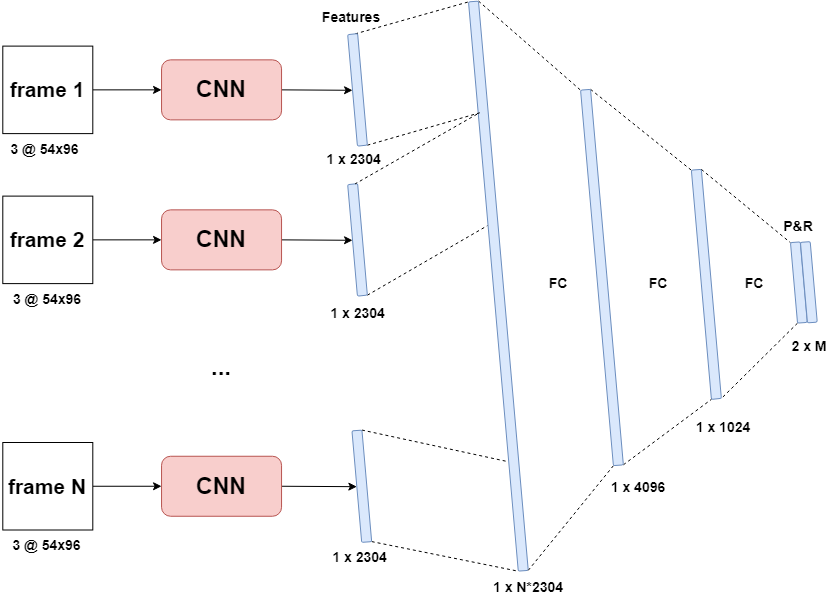 Features
frame 1
CNN
3 @ 54x96
1 x 2304
frame 2
CNN
3 @ 54x96
1 x 2304
P&R
FC
FC
FC
2 x M
...
1 x 1024
frame N
CNN
1 x 4096
3 @ 54x96
1 x 2304
1 x N*2304